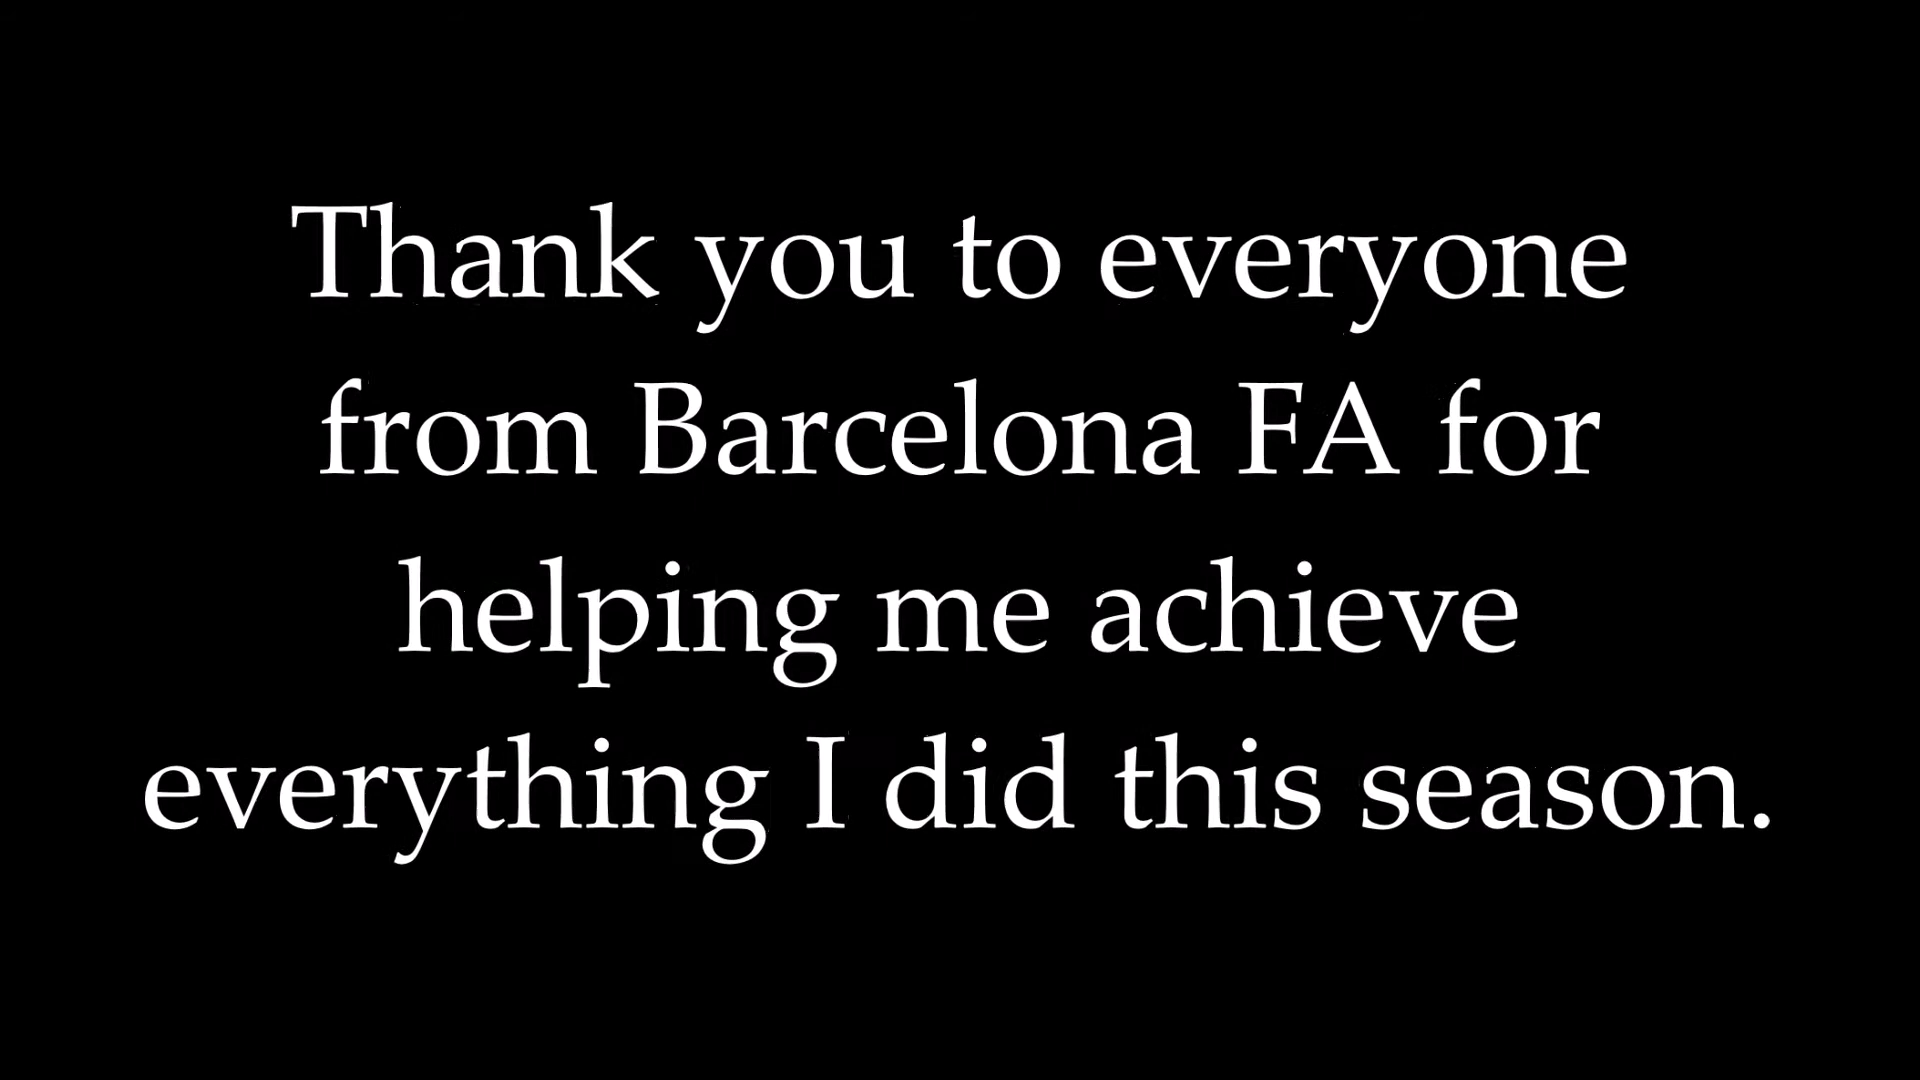 Thank you to everyone
from Barcelona FA for
helping me achieve
everything I did this season.